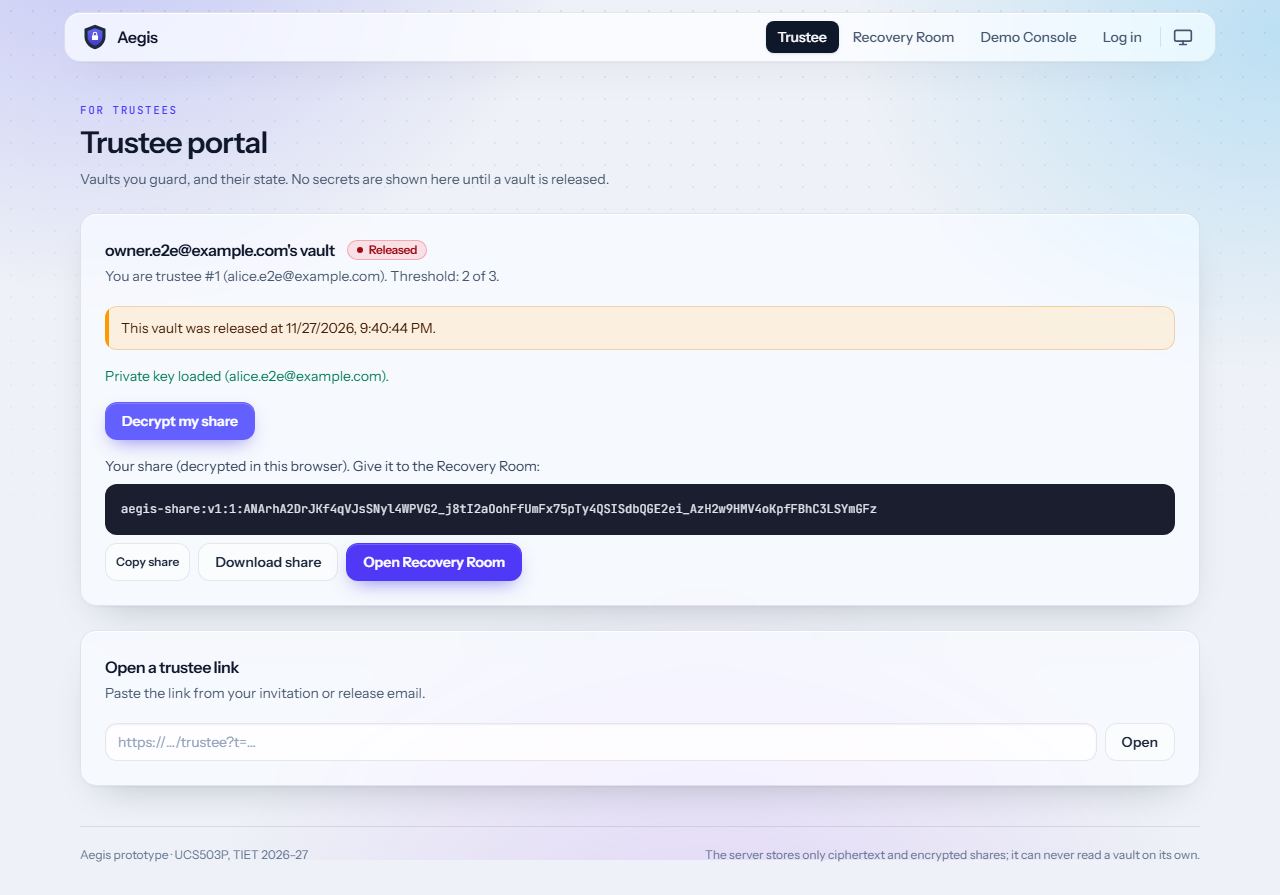 Aegis
Trustee
Recovery Room
Demo Console
Log in
FOR TRUSTEES
Trustee portal
Vaults you guard, and their state. No secrets are shown here until a vault is released.
owner.e2e@example.com's vault
Released
You are trustee #1 (alice.e2e@example.com). Threshold: 2 of 3.
This vault was released at 11/27/2026, 9:40:44 PM.
Private key loaded (alice.e2e@example.com).
Decrypt my share
Your share (decrypted in this browser). Give it to the Recovery Room:
aegis-share:v1:1:ANArhA2DrJKf4qVJsSNyl4WPVG2_j8tI2aOohFfUmFx75pTy4QSISdbQGE2ei_AzH2w9HMV4oKpfFBhC3LSYmGFz
Copy share
Download share
Open Recovery Room
Open a trustee link
Paste the link from your invitation or release email.
https://.../trustee?t=...
Open
Aegis prototype · UCS503P, TIET 2026–27
The server stores only ciphertext and encrypted shares; it can never read a vault on its own.